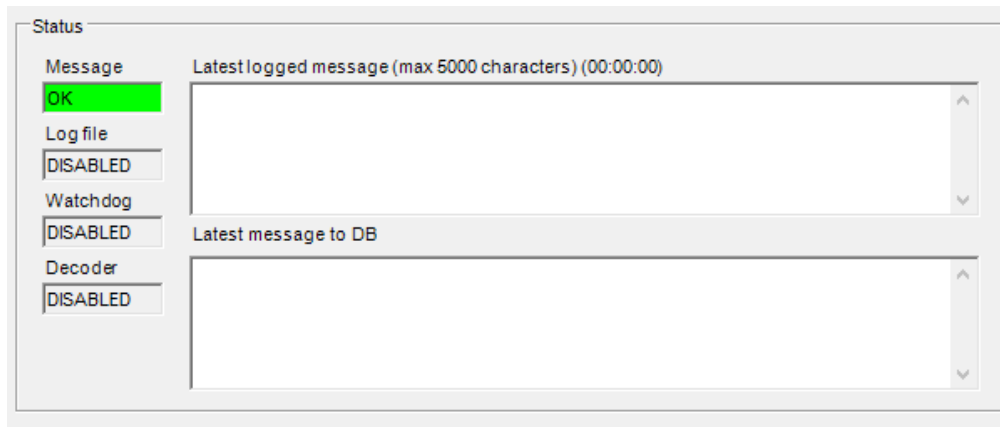 Status
Message
OK
Log file
DISABLED
Watchdog
DISABLED
Decoder
DISABLED
Latest logged message (max 5000 characters) (00:00:00)
Latest message to DB